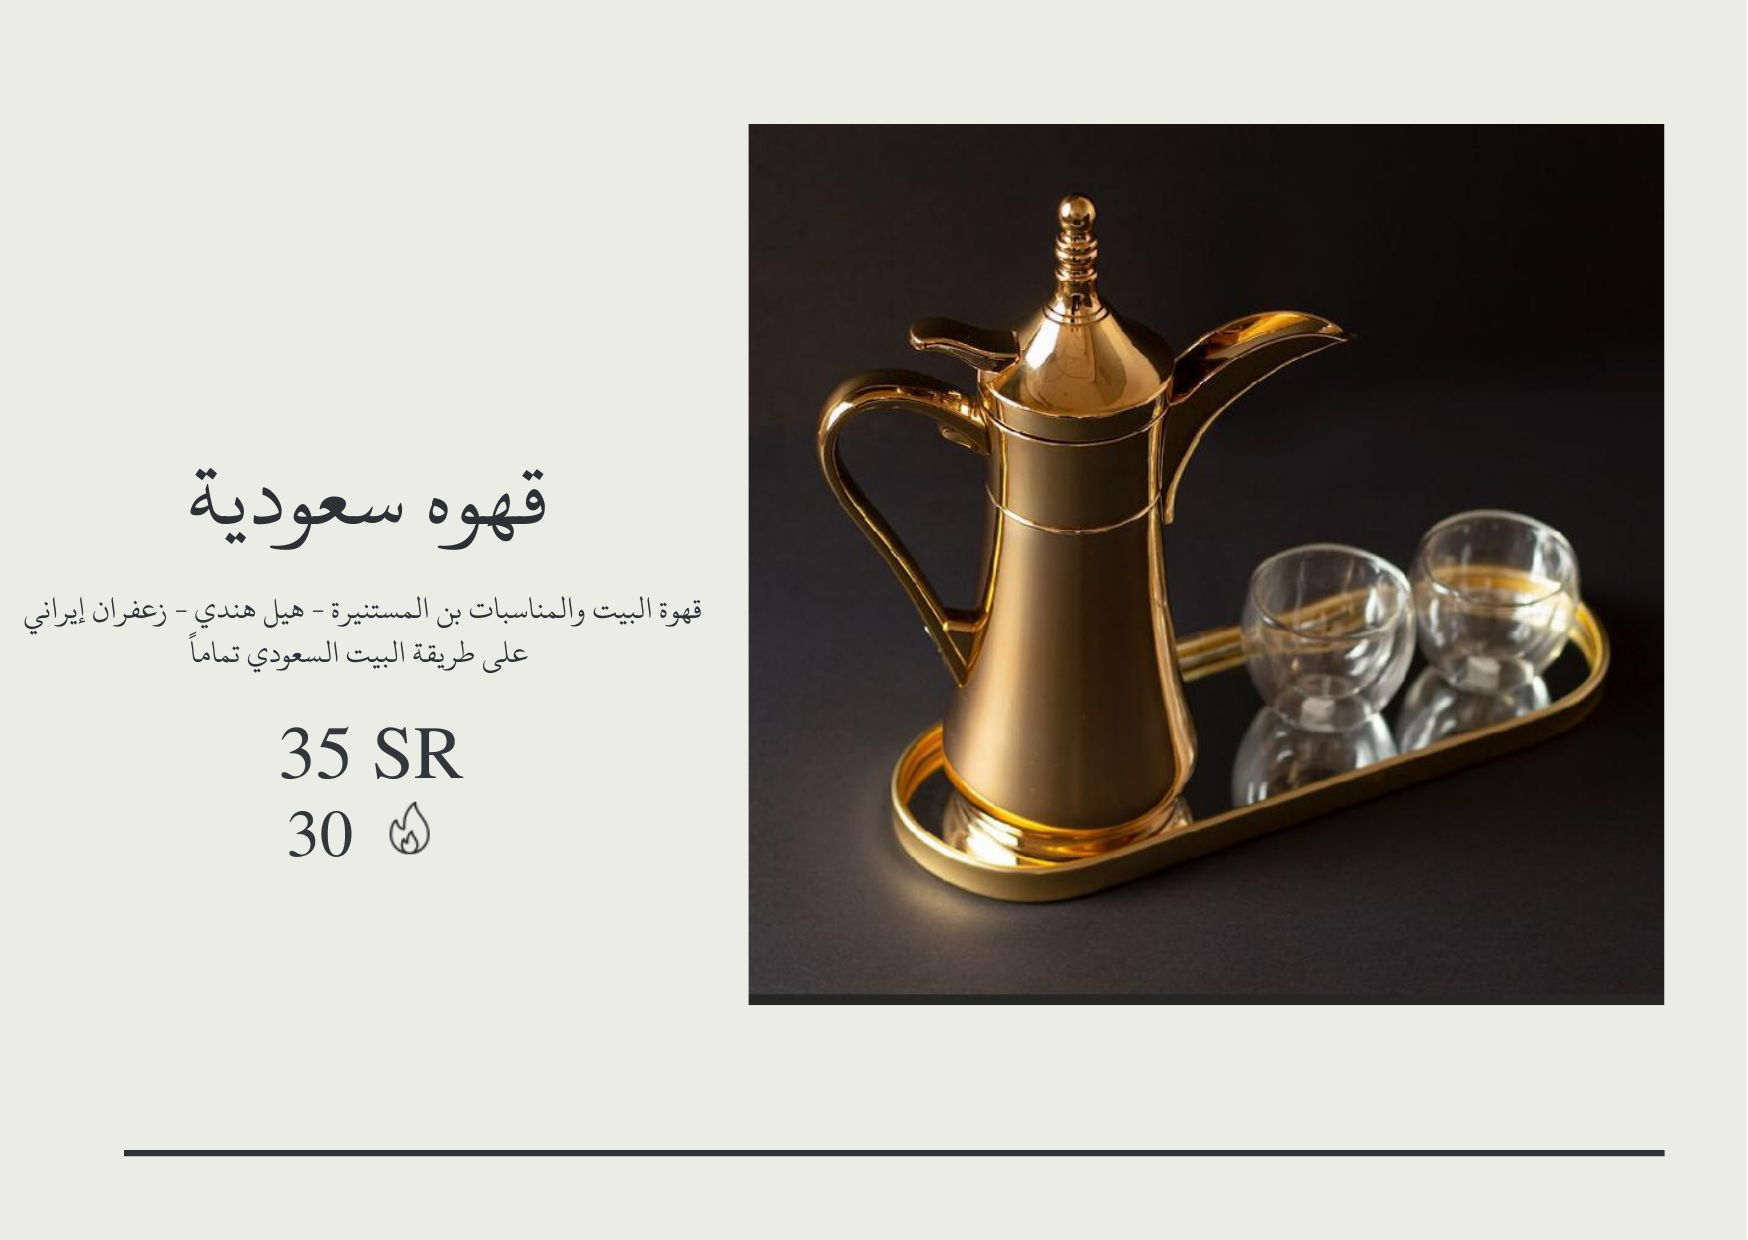 قهوه سعودية
قهوة البيت والمناسبات بن المستنيرة - هيل هندي - زعفران إيراني
على طريقة البيت السعودي تماماً
35 SR
30